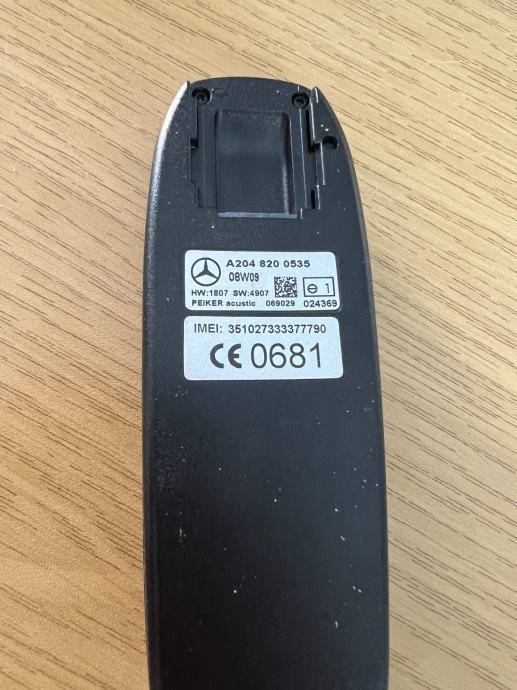 A204 820 0535
08W09
HW:1807 SW:4907
PEIKER acustic 069029
e 1
024369
IMEI: 351027333377790
CE 0681